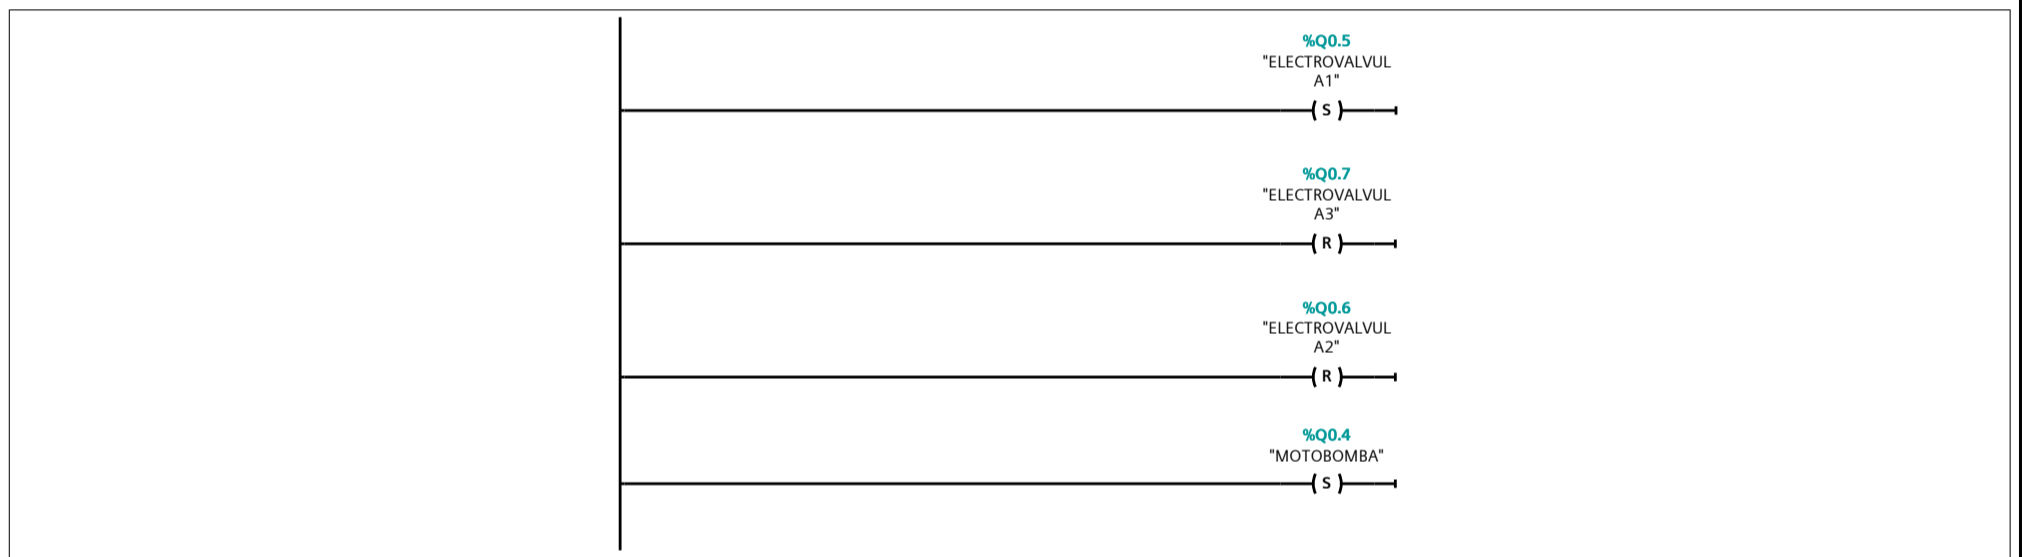 %Q0.5
"ELECTROVALVUL
A1"
( S )
%Q0.7
"ELECTROVALVUL
A3"
( R )
%Q0.6
"ELECTROVALVUL
A2"
( R )
%Q0.4
"MOTOBOMBA"
( S )